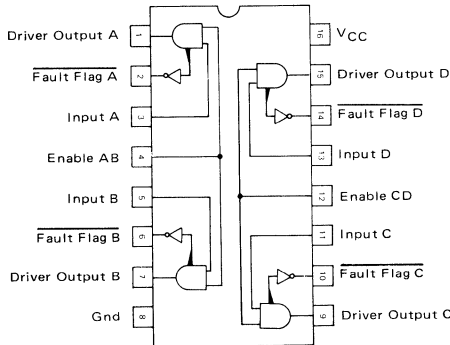 Driver Output A 1
Fault Flag A 2
Input A 3
Enable AB 4
Input B 5
Fault Flag B 6
Driver Output B 7
Gnd 8
16 VCC
15 Driver Output D
14 Fault Flag D
13 Input D
12 Enable CD
11 Input C
10 Fault Flag C
9 Driver Output C